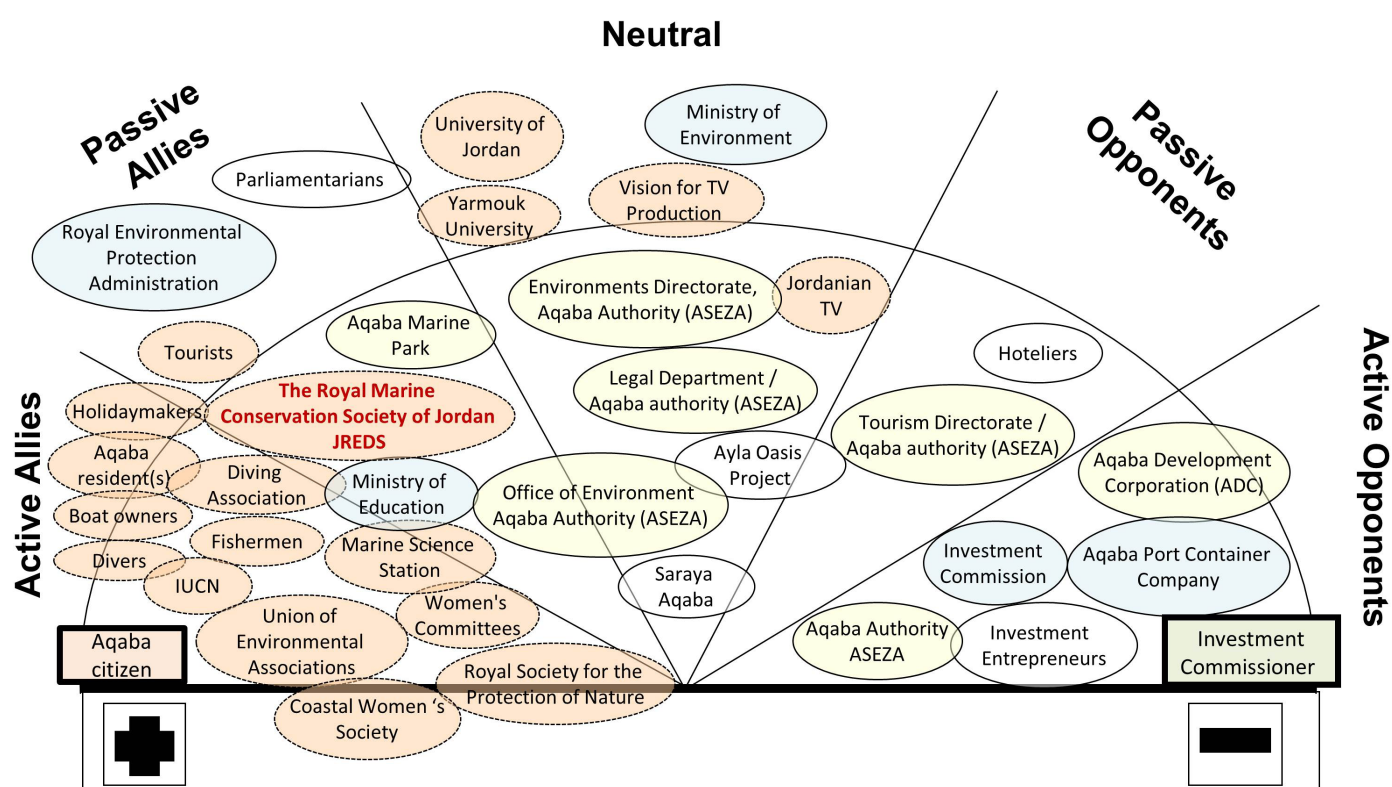 Neutral
Passive
Allies
Passive
Opponents
Active Allies
Active Opponents
University of
Jordan
Ministry of
Environment
Parliamentarians
Vision for TV
Production
Yarmouk
University
Royal Environmental
Protection
Administration
Environments Directorate,
Aqaba Authority (ASEZA)
Jordanian
TV
Aqaba Marine
Park
Tourists
Hoteliers
Legal Department /
Aqaba authority (ASEZA)
The Royal Marine
Conservation Society of Jordan
JREDS
Holidaymakers
Tourism Directorate /
Aqaba authority (ASEZA)
Aqaba
resident(s)
Diving
Association
Ministry of
Education
Ayla Oasis
Project
Aqaba Development
Corporation (ADC)
Office of Environment
Aqaba Authority (ASEZA)
Boat owners
Fishermen
Marine Science
Station
Divers
IUCN
Saraya
Aqaba
Investment
Commission
Aqaba Port Container
Company
Women's
Committees
Union of
Environmental
Associations
Aqaba
citizen
Aqaba Authority
ASEZA
Investment
Entrepreneurs
Investment
Commissioner
Royal Society for the
Protection of Nature
Coastal Women ‘s
Society